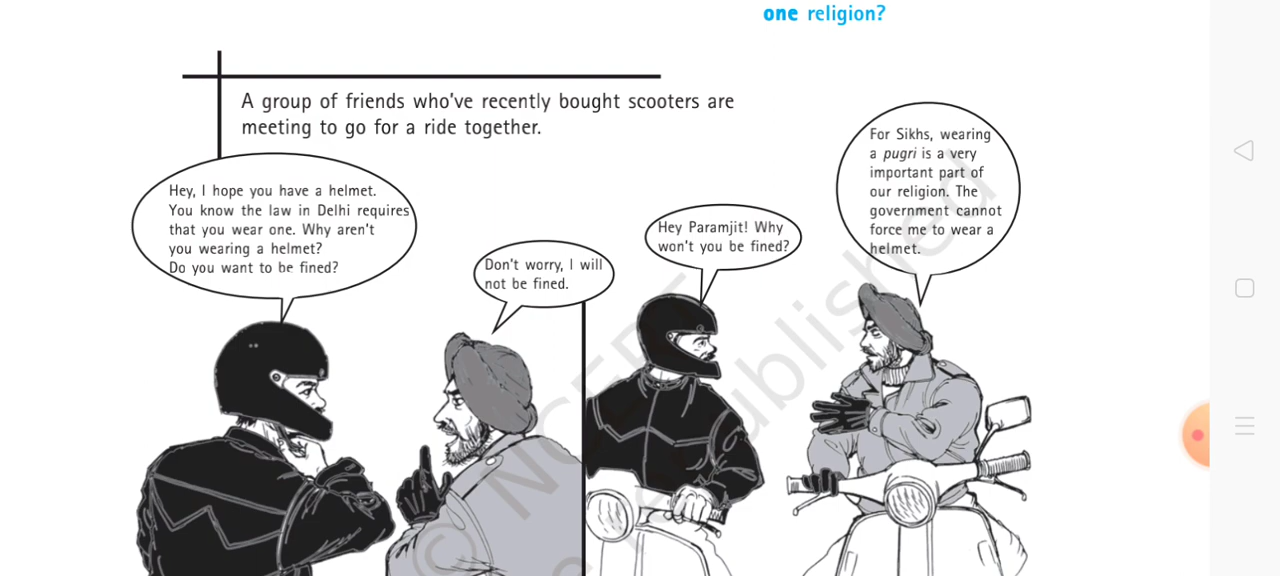 one religion?
A group of friends who've recently bought scooters are
meeting to go for a ride together.
Hey, I hope you have a helmet.
You know the law in Delhi requires
that you wear one. Why aren't
you wearing a helmet?
Do you want to be fined?
Don't worry, I will
not be fined.
Hey Paramjit! Why
won't you be fined?
For Sikhs, wearing
a pugri is a very
important part of
our religion. The
government cannot
force me to wear a
helmet.
© NCERT
published